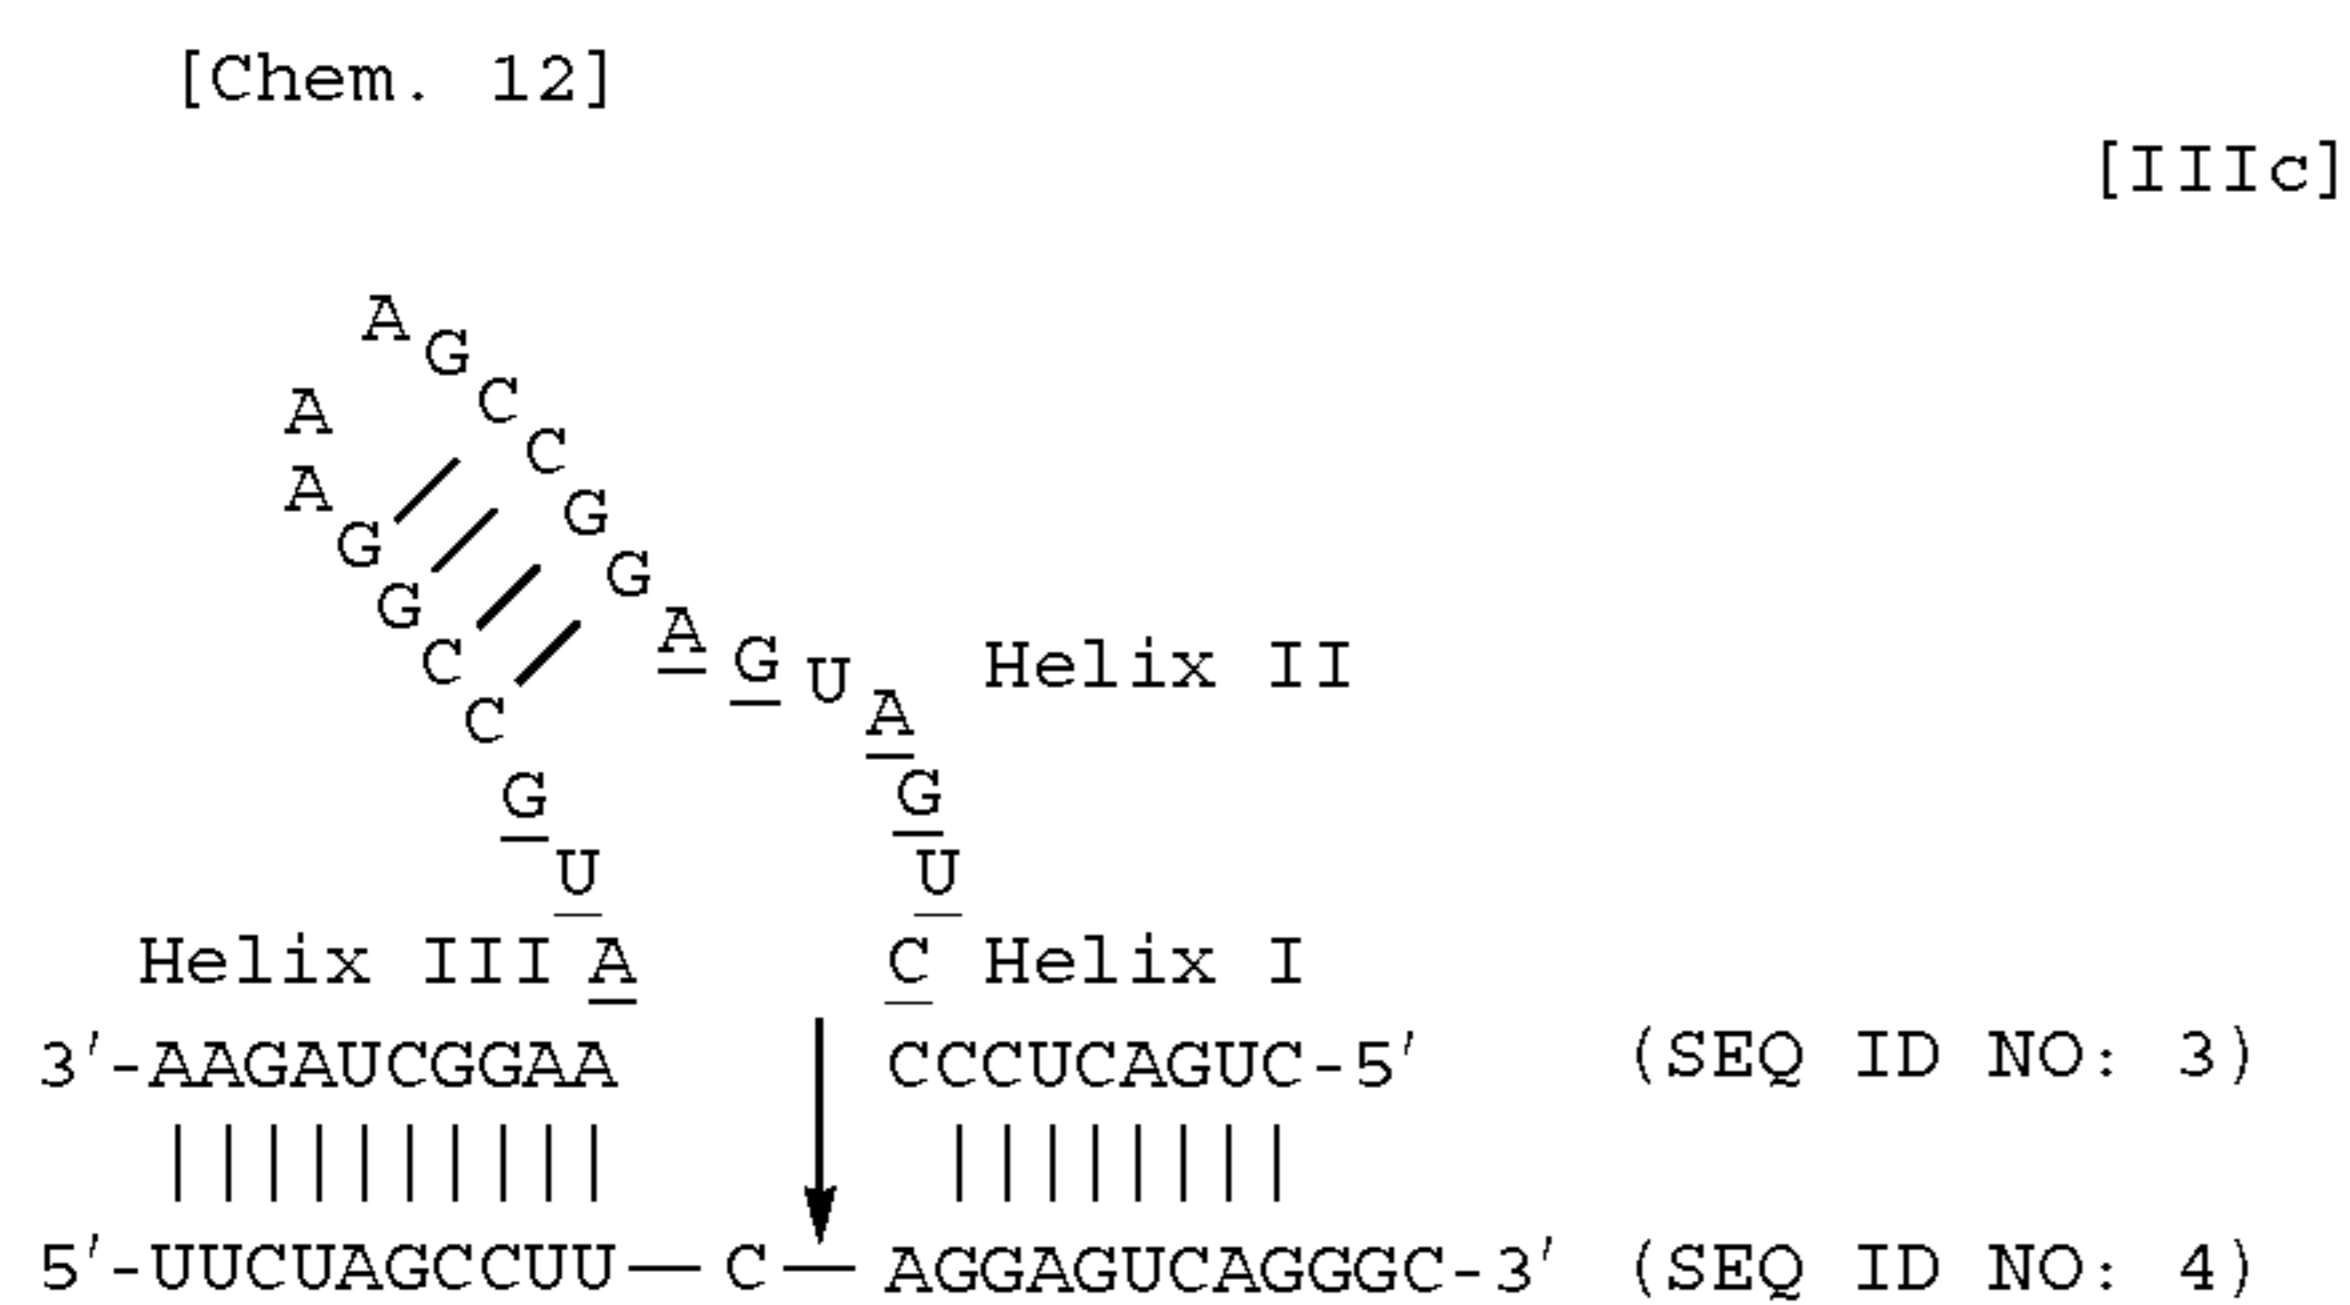 [Chem. 12]
[IIIc]
A
G
A
C
C
A
G
G
G
G
A
G
U
Helix II
C
A
C
G
G
U
U
Helix III A
C Helix I
3'-AAGAUCGGAA CCCUCAGUC-5' (SEQ ID NO: 3)
5'-UUCUAGCCUU—C—AGGAGUCAGGGC-3' (SEQ ID NO: 4)